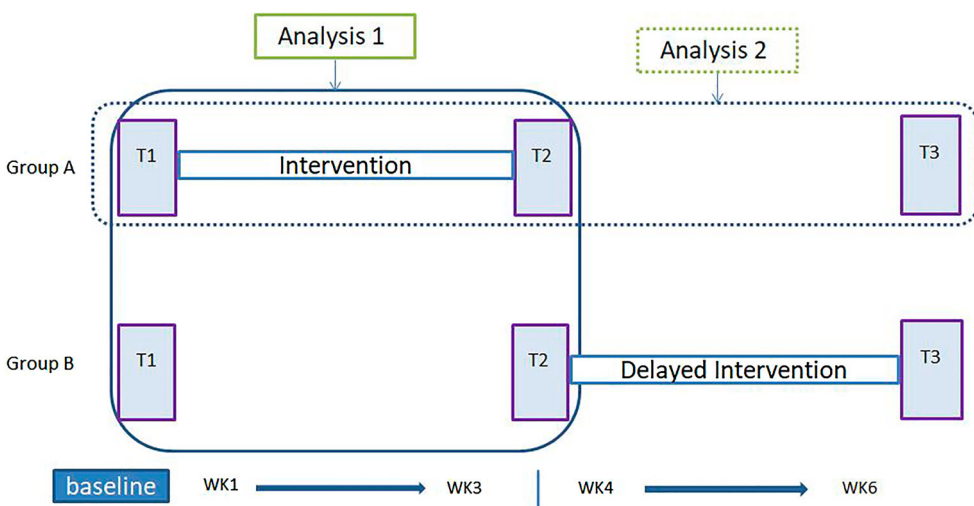 Analysis 1
Analysis 2
Group A
T1
Intervention
T2
T3
Group B
T1
T2
Delayed Intervention
T3
baseline
WK1
WK3
WK4
WK6